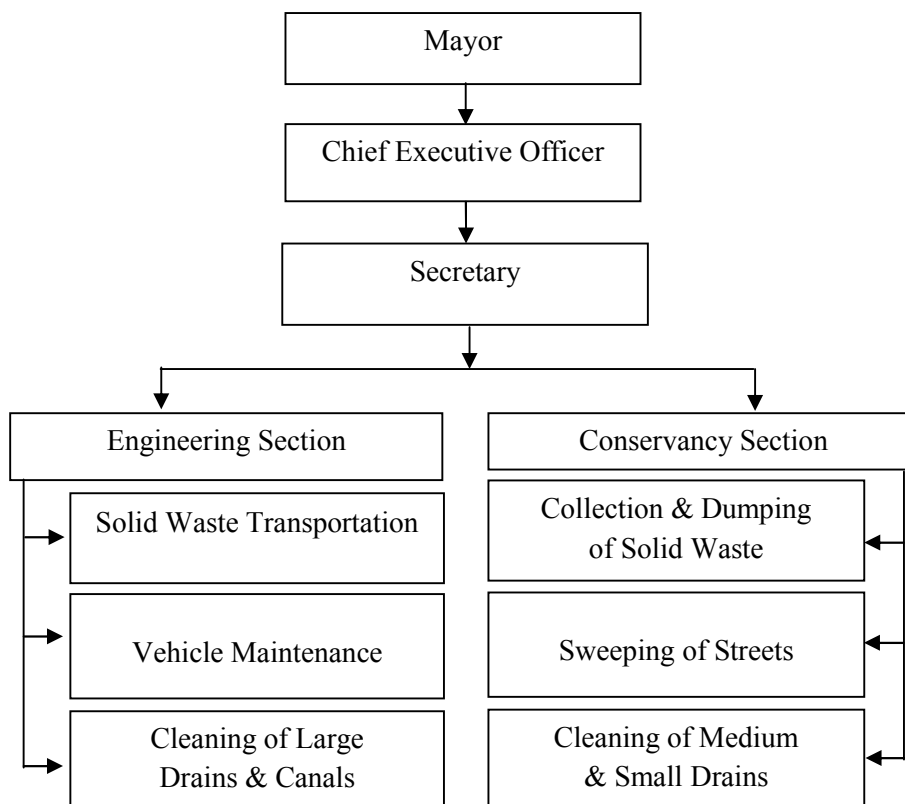 Mayor
Chief Executive Officer
Secretary
Engineering Section
Solid Waste Transportation
Vehicle Maintenance
Cleaning of Large
Drains & Canals
Conservancy Section
Collection & Dumping
of Solid Waste
Sweeping of Streets
Cleaning of Medium
& Small Drains